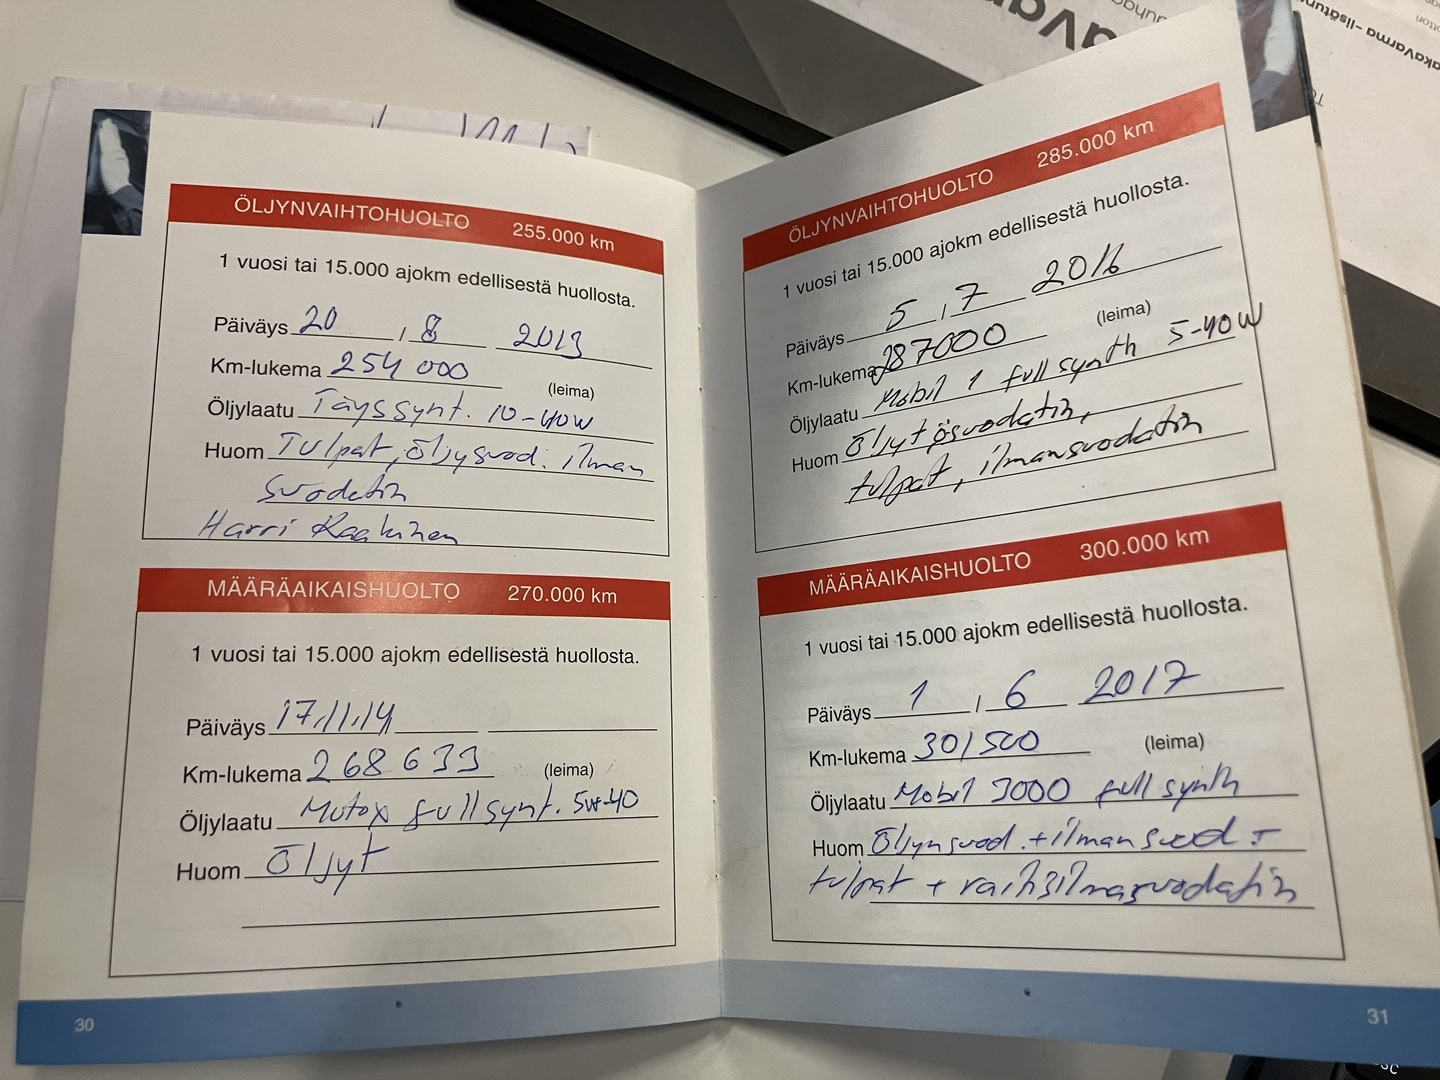 ÖLJYNVAIHTOHUOLTO 255.000 km
1 vuosi tai 15.000 ajokm edellisestä huollosta.
Päiväys 20 , 8 2013
Km-lukema 254 000 (leima)
Öljylaatu Täyssynt. 10-40W
Huom Tulpat, öljysuod. ilman
suodatin
Harri Raakinen
MÄÄRÄAIKAISHUOLTO 270.000 km
1 vuosi tai 15.000 ajokm edellisestä huollosta.
Päiväys 17.11.14
Km-lukema 268 633 (leima)
Öljylaatu Motox full synt. 5w-40
Huom Öljyt
30
ÖLJYNVAIHTOHUOLTO 285.000 km
1 vuosi tai 15.000 ajokm edellisestä huollosta.
Päiväys 5 , 7 2016
Km-lukema 287000 (leima)
Öljylaatu Mobil 1 full synth 5-40W
Huom Öljyt ösuodatin,
tulpat, ilmansuodatin
MÄÄRÄAIKAISHUOLTO 300.000 km
1 vuosi tai 15.000 ajokm edellisestä huollosta.
Päiväys 1 , 6 2017
Km-lukema 301500 (leima)
Öljylaatu Mobil 3000 full synth
Huom Öljynsuod. + ilmansuod +
tulpat + raitisilmasuodatin
31